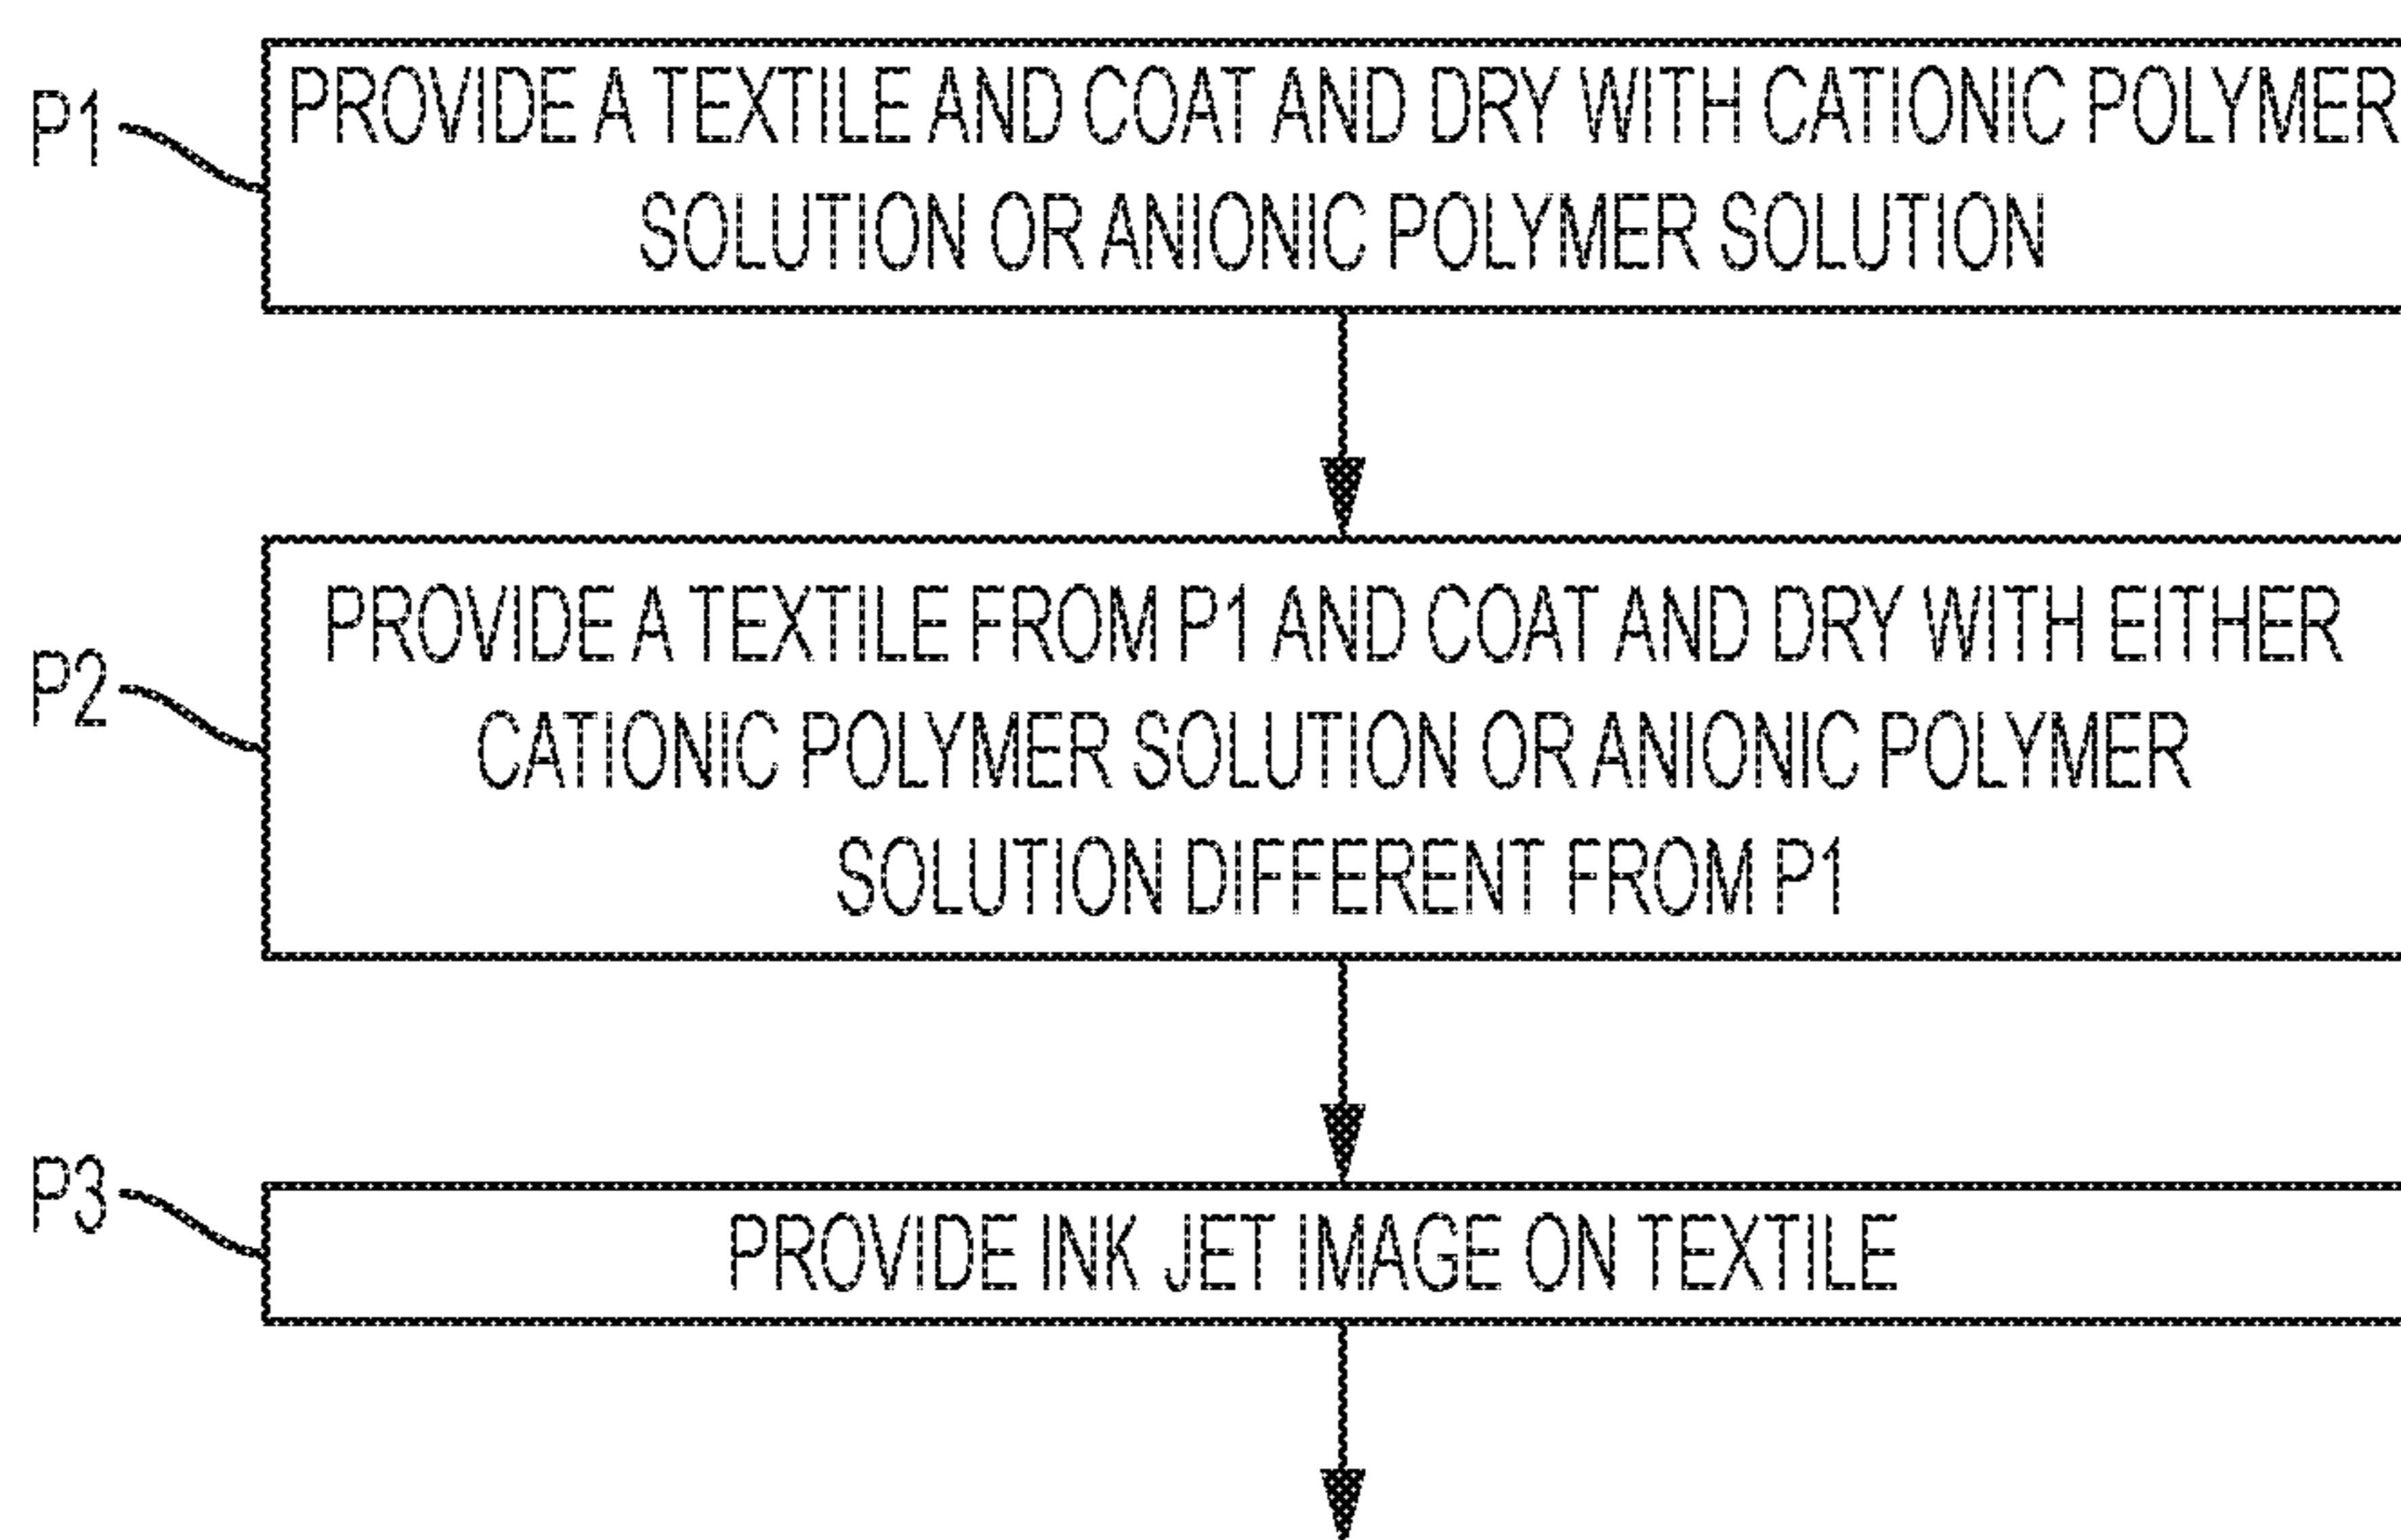 P1
PROVIDE A TEXTILE AND COAT AND DRY WITH CATIONIC POLYMER
SOLUTION OR ANIONIC POLYMER SOLUTION
P2
PROVIDE A TEXTILE FROM P1 AND COAT AND DRY WITH EITHER
CATIONIC POLYMER SOLUTION OR ANIONIC POLYMER
SOLUTION DIFFERENT FROM P1
P3
PROVIDE INK JET IMAGE ON TEXTILE